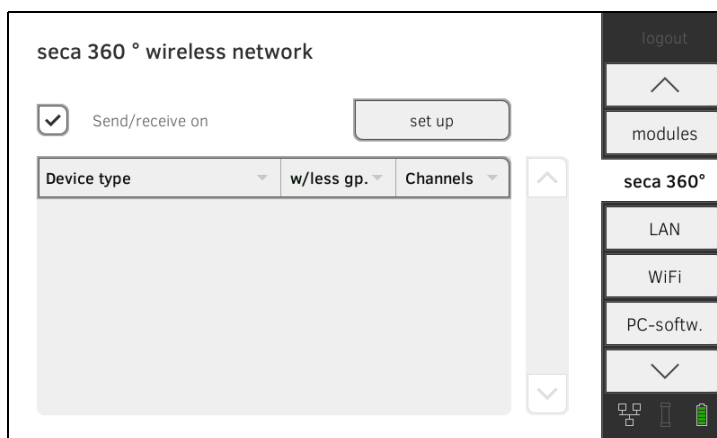 seca 360 ° wireless network
Send/receive on
set up
Device type
w/less gp.
Channels
logout
modules
seca 360°
LAN
WiFi
PC-softw.